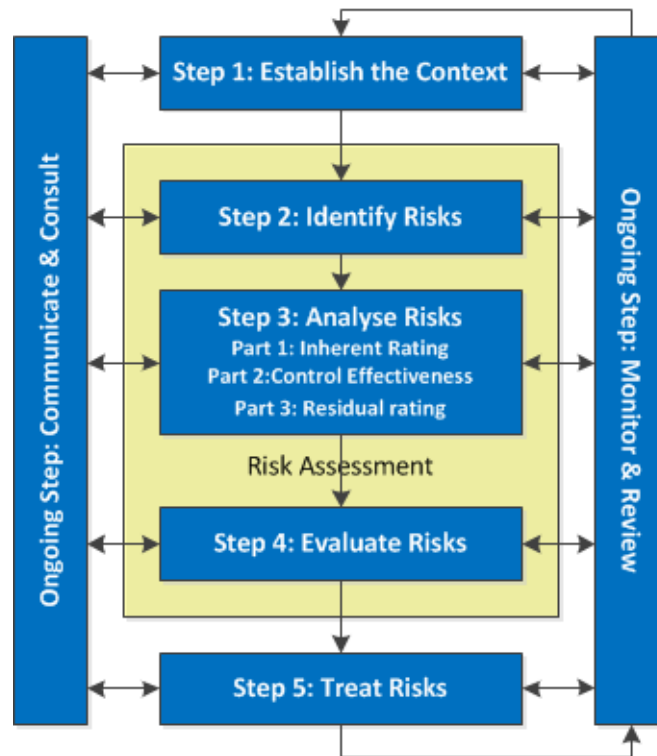 Step 1: Establish the Context
Ongoing Step: Communicate & Consult
Ongoing Step: Monitor & Review
Step 2: Identify Risks
Step 3: Analyse Risks
Part 1: Inherent Rating
Part 2:Control Effectiveness
Part 3: Residual rating
Risk Assessment
Step 4: Evaluate Risks
Step 5: Treat Risks